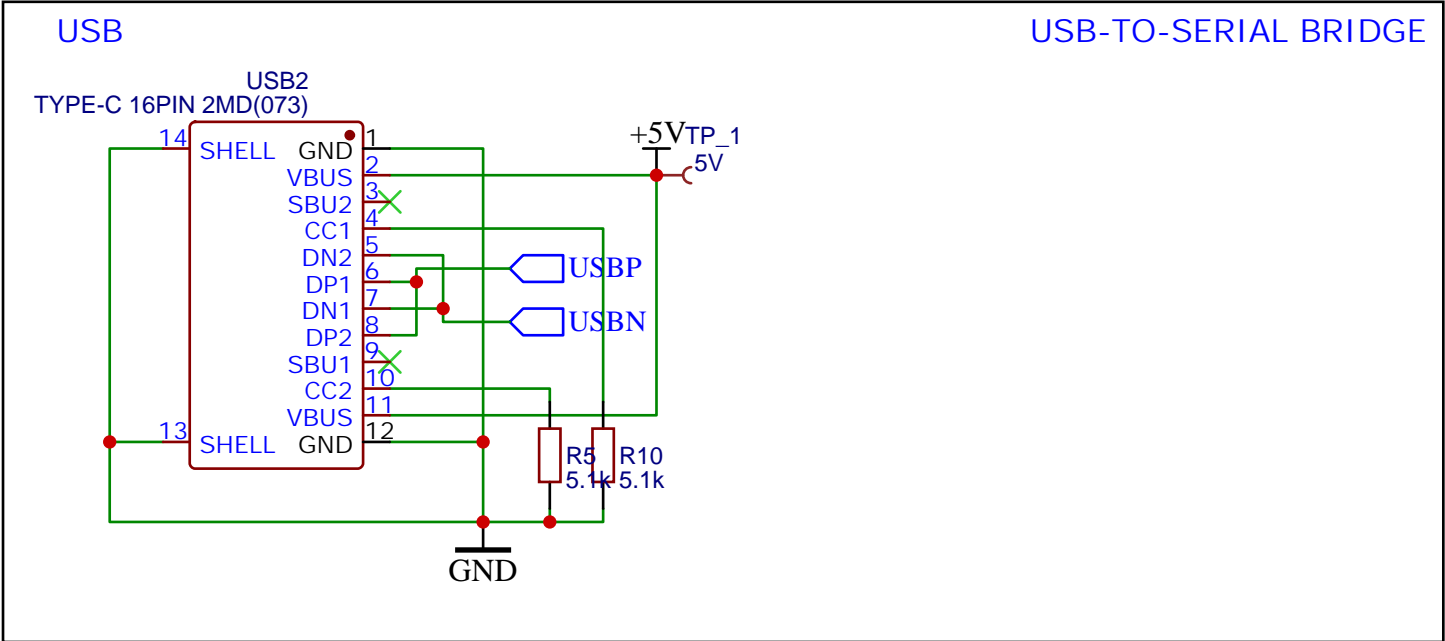 USB
USB-TO-SERIAL BRIDGE
USB2
TYPE-C 16PIN 2MD(073)
14
SHELL
GND
1
VBUS
2
SBU2
3
CC1
4
DN2
5
DP1
6
DN1
7
DP2
8
SBU1
9
CC2
10
VBUS
11
13
SHELL
GND
12
+5V
TP_1
5V
USBP
USBN
R5
5.1k
R10
5.1k
GND